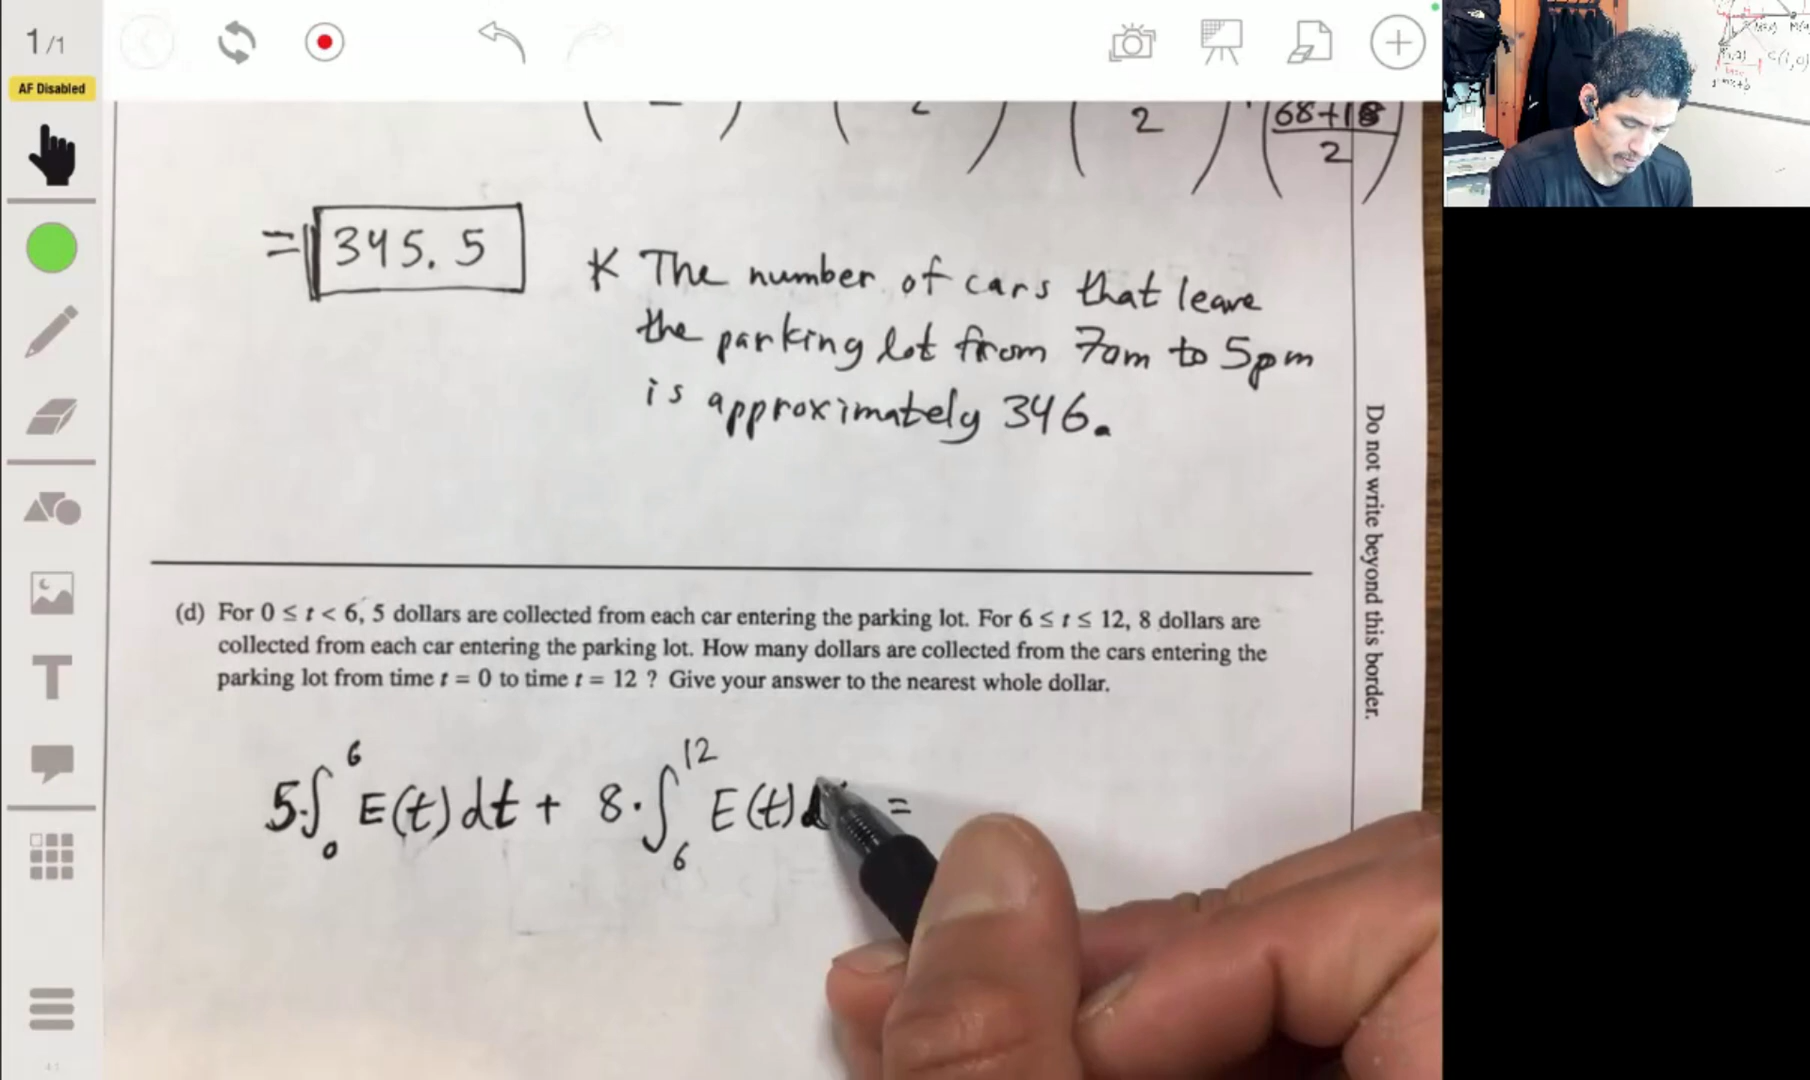 1/1
AF Disabled
2
2
68+18
2
= 345.5
* The number of cars that leave
the parking lot from 7am to 5pm
is approximately 346.
Do not write beyond this border.
(d) For 0 ≤ t < 6, 5 dollars are collected from each car entering the parking lot. For 6 ≤ t ≤ 12, 8 dollars are
collected from each car entering the parking lot. How many dollars are collected from the cars entering the
parking lot from time t = 0 to time t = 12 ? Give your answer to the nearest whole dollar.
5·∫₀⁶ E(t) dt + 8·∫₆¹² E(t) d =
T